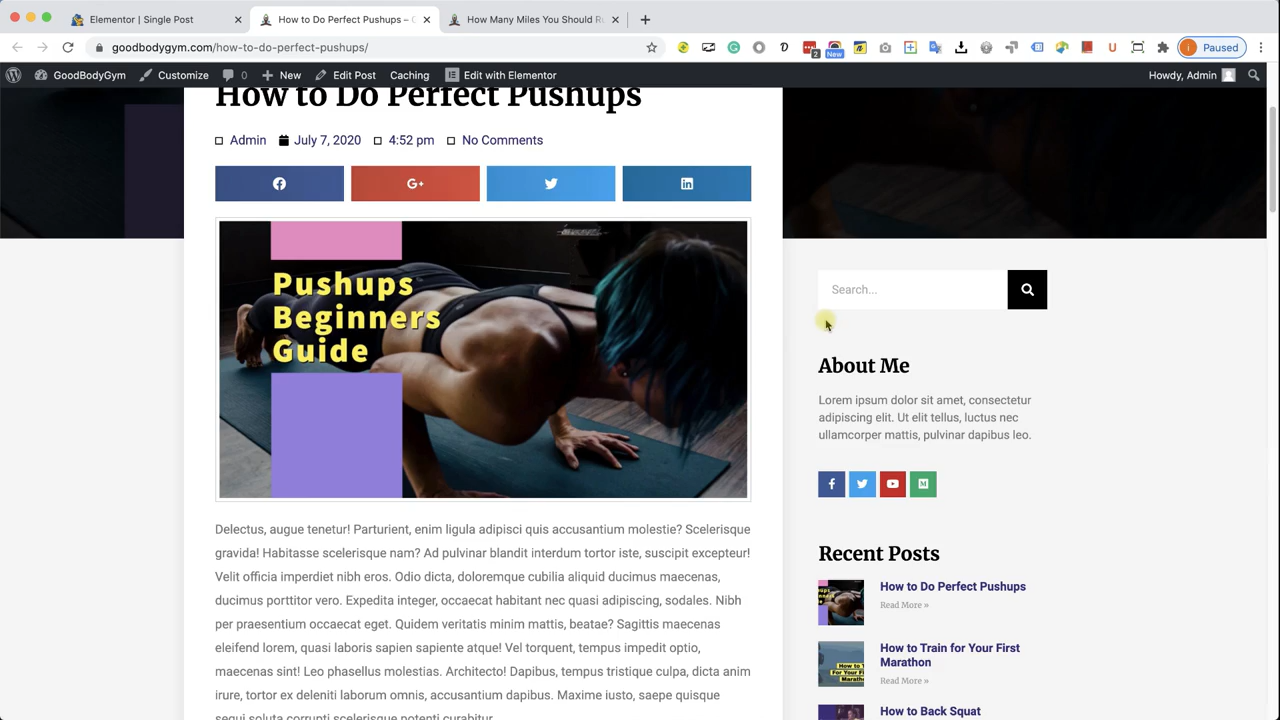 Elementor | Single Post
How to Do Perfect Pushups – G
How Many Miles You Should Ru
goodbodygym.com/how-to-do-perfect-pushups/
2
New
Paused
GoodBodyGym
Customize
0
New
Edit Post
Caching
Edit with Elementor
Howdy, Admin
How to Do Perfect Pushups
Admin
July 7, 2020
4:52 pm
No Comments
Pushups
Beginners
Guide
Search...
About Me
Lorem ipsum dolor sit amet, consectetur
adipiscing elit. Ut elit tellus, luctus nec
ullamcorper mattis, pulvinar dapibus leo.
Delectus, augue tenetur! Parturient, enim ligula adipisci quis accusantium molestie? Scelerisque
gravida! Habitasse scelerisque nam? Ad pulvinar blandit interdum tortor iste, suscipit excepteur!
Velit officia imperdiet nibh eros. Odio dicta, doloremque cubilia aliquid ducimus maecenas,
ducimus porttitor vero. Expedita integer, occaecat habitant nec quasi adipiscing, sodales. Nibh
per praesentium occaecat eget. Quidem veritatis minim mattis, beatae? Sagittis maecenas
eleifend lorem, quasi laboris sapien sapiente atque! Vel torquent, tempus impedit optio,
maecenas sint! Leo phasellus molestias. Architecto! Dapibus, tempus tristique culpa, dicta anim
irure, tortor ex deleniti laborum omnis, accusantium dapibus. Maxime iusto, saepe quisque
sequi soluta corrupti scelerisque potenti curabitur.
Recent Posts
How to Do Perfect Pushups
Read More »
How to Train for Your First
Marathon
Read More »
How to Back Squat